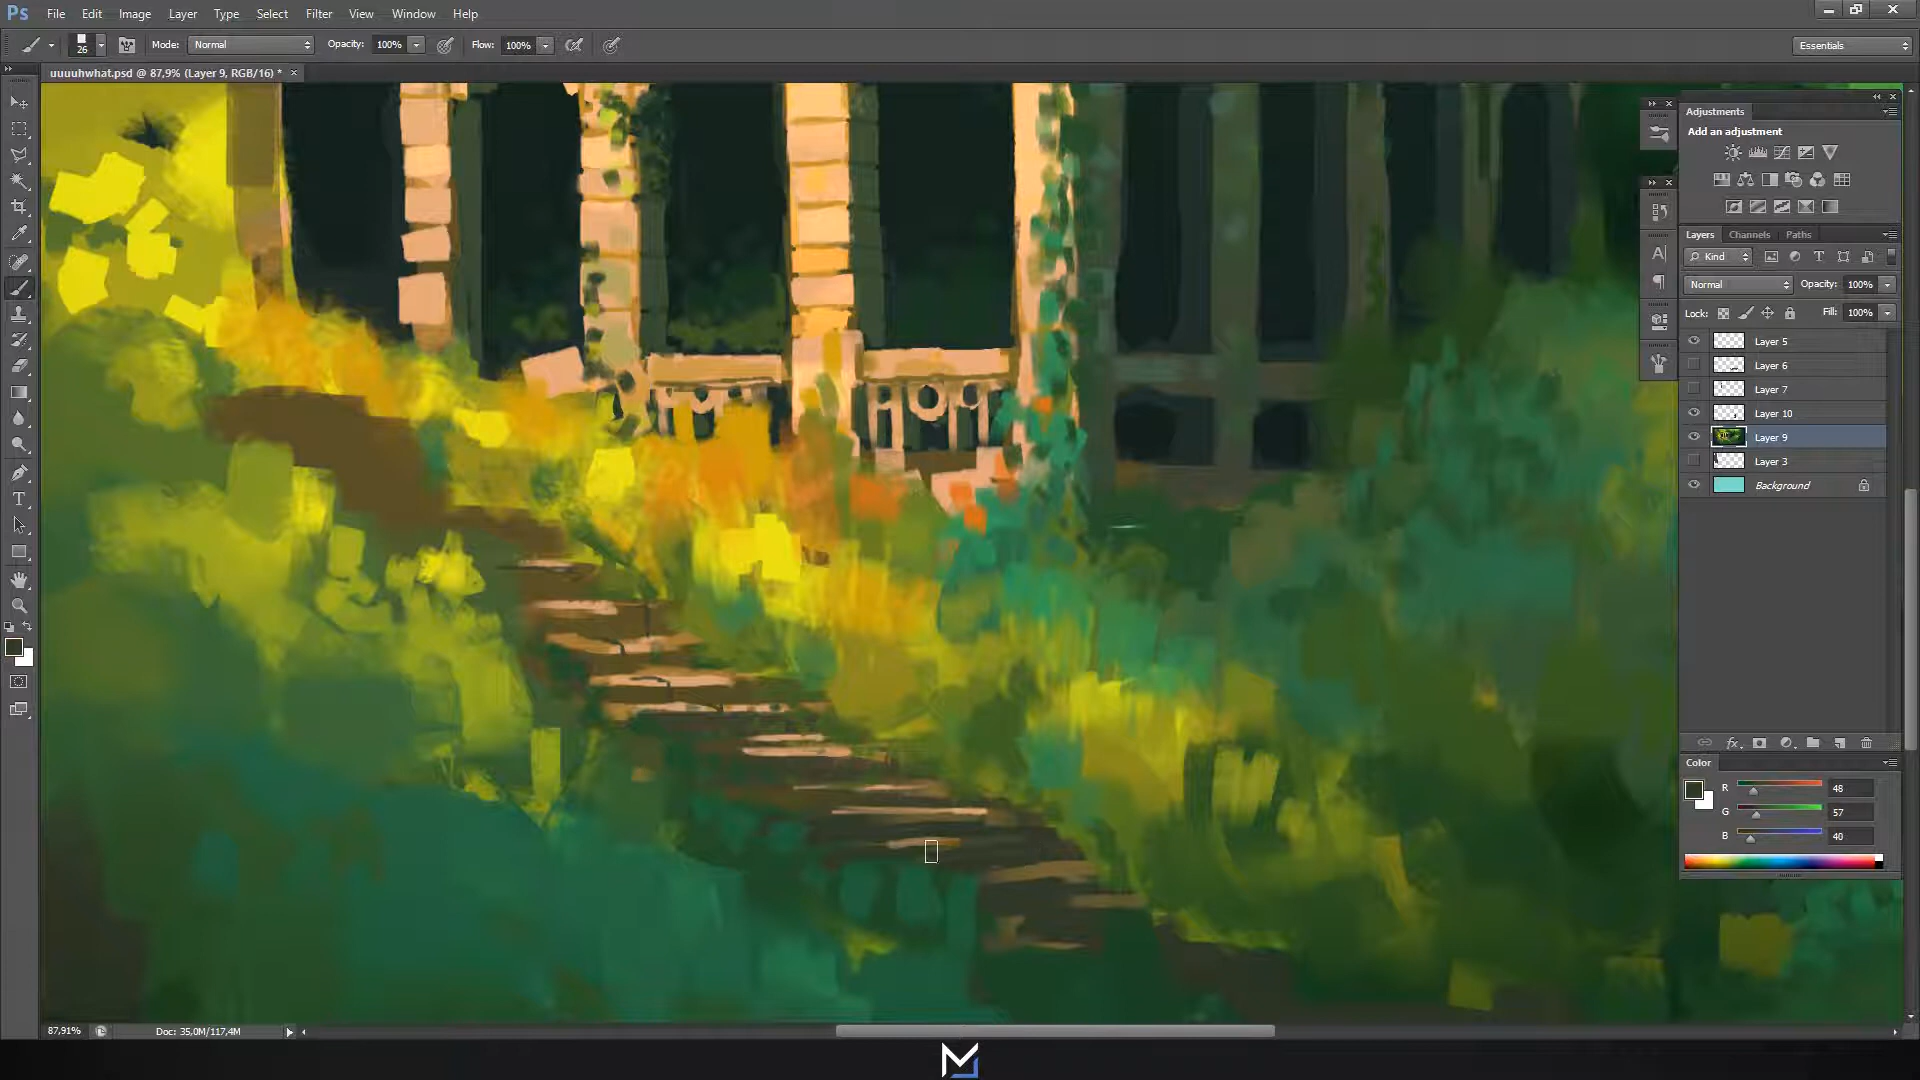 Ps File Edit Image Layer Type Select Filter View Window Help
26 Mode: Normal Opacity: 100% Flow: 100% Essentials
uuuuhwhat.psd @ 87,9% (Layer 9, RGB/16) *
Adjustments
Add an adjustment
Layers Channels Paths
Kind
Normal Opacity: 100%
Lock: Fill: 100%
Layer 5
Layer 6
Layer 7
Layer 10
Layer 9
Layer 3
Background
Color
R 48
G 57
B 40
87,91% Doc: 35,0M/117,4M